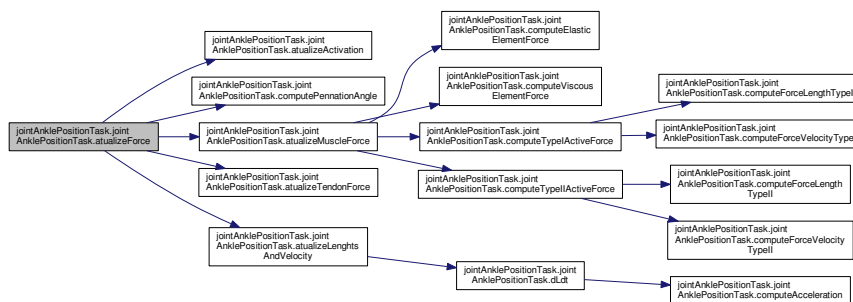 jointAnklePositionTask.joint
AnklePositionTask.atualizeForce
jointAnklePositionTask.joint
AnklePositionTask.atualizeActivation
jointAnklePositionTask.joint
AnklePositionTask.computePennationAngle
jointAnklePositionTask.joint
AnklePositionTask.atualizeMuscleForce
jointAnklePositionTask.joint
AnklePositionTask.atualizeTendonForce
jointAnklePositionTask.joint
AnklePositionTask.atualizeLenghts
AndVelocity
jointAnklePositionTask.joint
AnklePositionTask.computeElastic
ElementForce
jointAnklePositionTask.joint
AnklePositionTask.computeViscous
ElementForce
jointAnklePositionTask.joint
AnklePositionTask.computeTypeIActiveForce
jointAnklePositionTask.joint
AnklePositionTask.computeTypeIIActiveForce
jointAnklePositionTask.joint
AnklePositionTask.dLdt
jointAnklePositionTask.joint
AnklePositionTask.computeForceLengthTypeI
jointAnklePositionTask.joint
AnklePositionTask.computeForceVelocityTypeI
jointAnklePositionTask.joint
AnklePositionTask.computeForceLength
TypeII
jointAnklePositionTask.joint
AnklePositionTask.computeForceVelocity
TypeII
jointAnklePositionTask.joint
AnklePositionTask.computeAcceleration